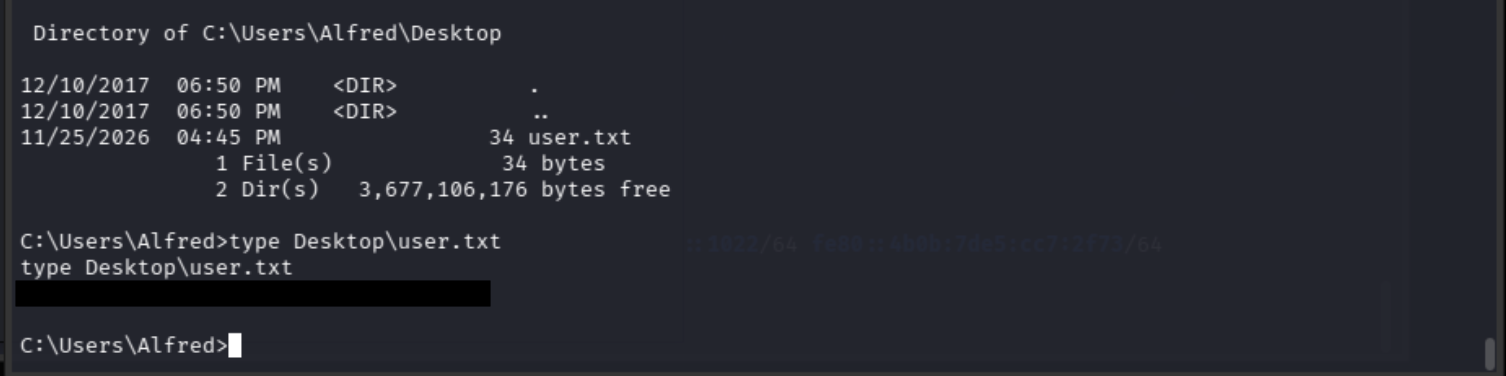 Directory of C:\Users\Alfred\Desktop
12/10/2017  06:50 PM    <DIR>          .
12/10/2017  06:50 PM    <DIR>          ..
11/25/2026  04:45 PM                34 user.txt
               1 File(s)             34 bytes
               2 Dir(s)   3,677,106,176 bytes free
C:\Users\Alfred>type Desktop\user.txt
type Desktop\user.txt
C:\Users\Alfred>